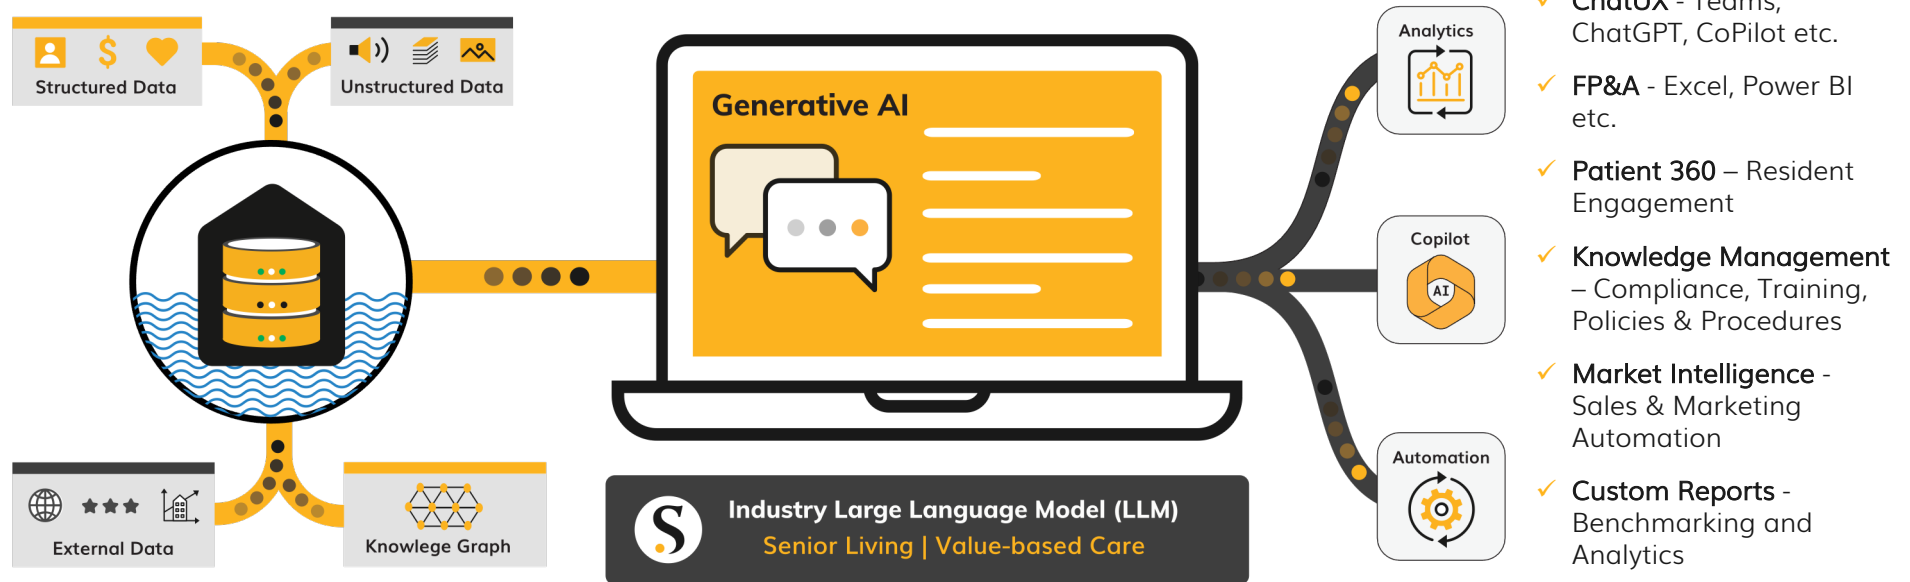 Structured Data
Unstructured Data
External Data
Knowlege Graph
Generative AI
Industry Large Language Model (LLM)
Senior Living | Value-based Care
Analytics
Copilot
AI
Automation
ChatUX - Teams,
ChatGPT, CoPilot etc.
FP&A - Excel, Power BI
etc.
Patient 360 – Resident
Engagement
Knowledge Management
– Compliance, Training,
Policies & Procedures
Market Intelligence -
Sales & Marketing
Automation
Custom Reports -
Benchmarking and
Analytics